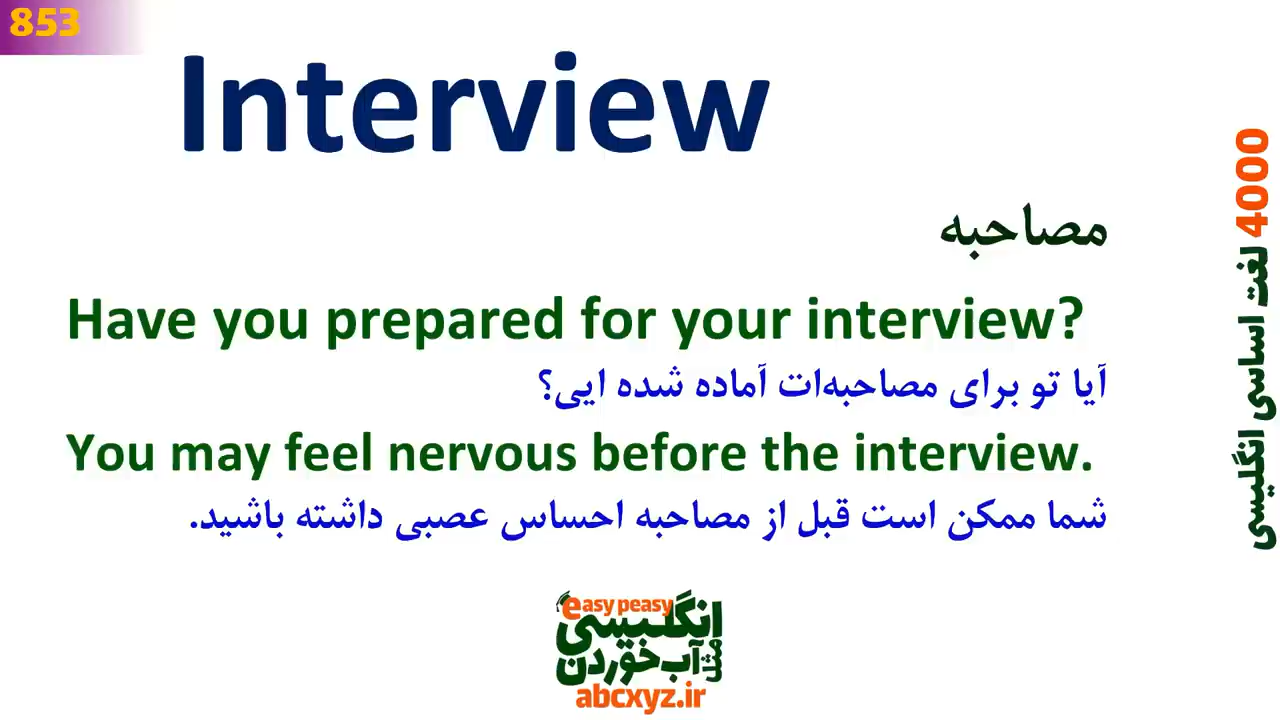 853
Interview
مصاحبه
Have you prepared for your interview?
آیا تو برای مصاحبه‌ات آماده شده ایی؟
You may feel nervous before the interview.
شما ممکن است قبل از مصاحبه احساس عصبی داشته باشید.
4000 لغت اساسی انگلیسی
easy peasy
انگلیسی
مثل آب خوردن
abcxyz.ir